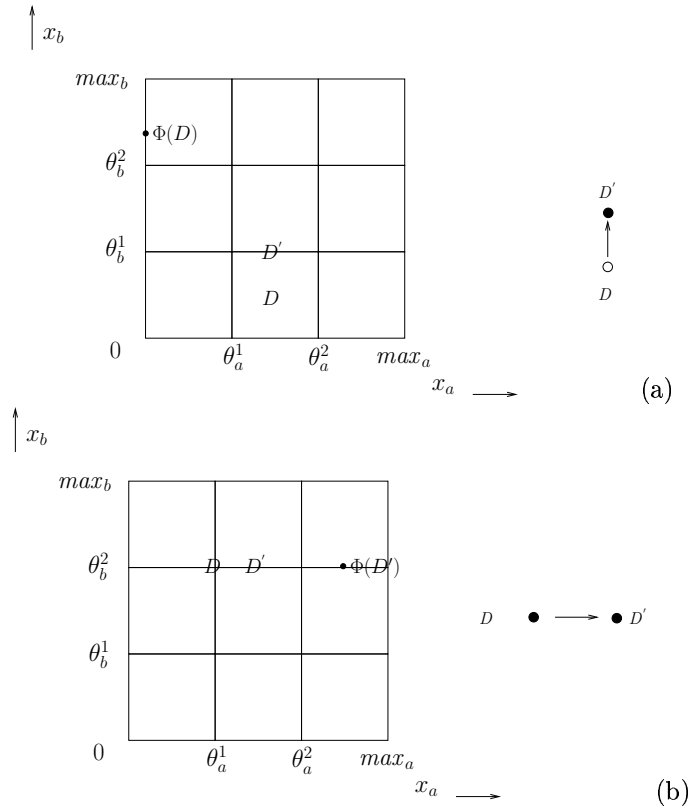 x_b
max_b
Φ(D)
θ_b^2
D'
θ_b^1
D'
D
D
0
θ_a^1
θ_a^2
max_a
x_a
(a)
x_b
max_b
θ_b^2
D
D'
Φ(D')
D
D'
θ_b^1
0
θ_a^1
θ_a^2
max_a
x_a
(b)